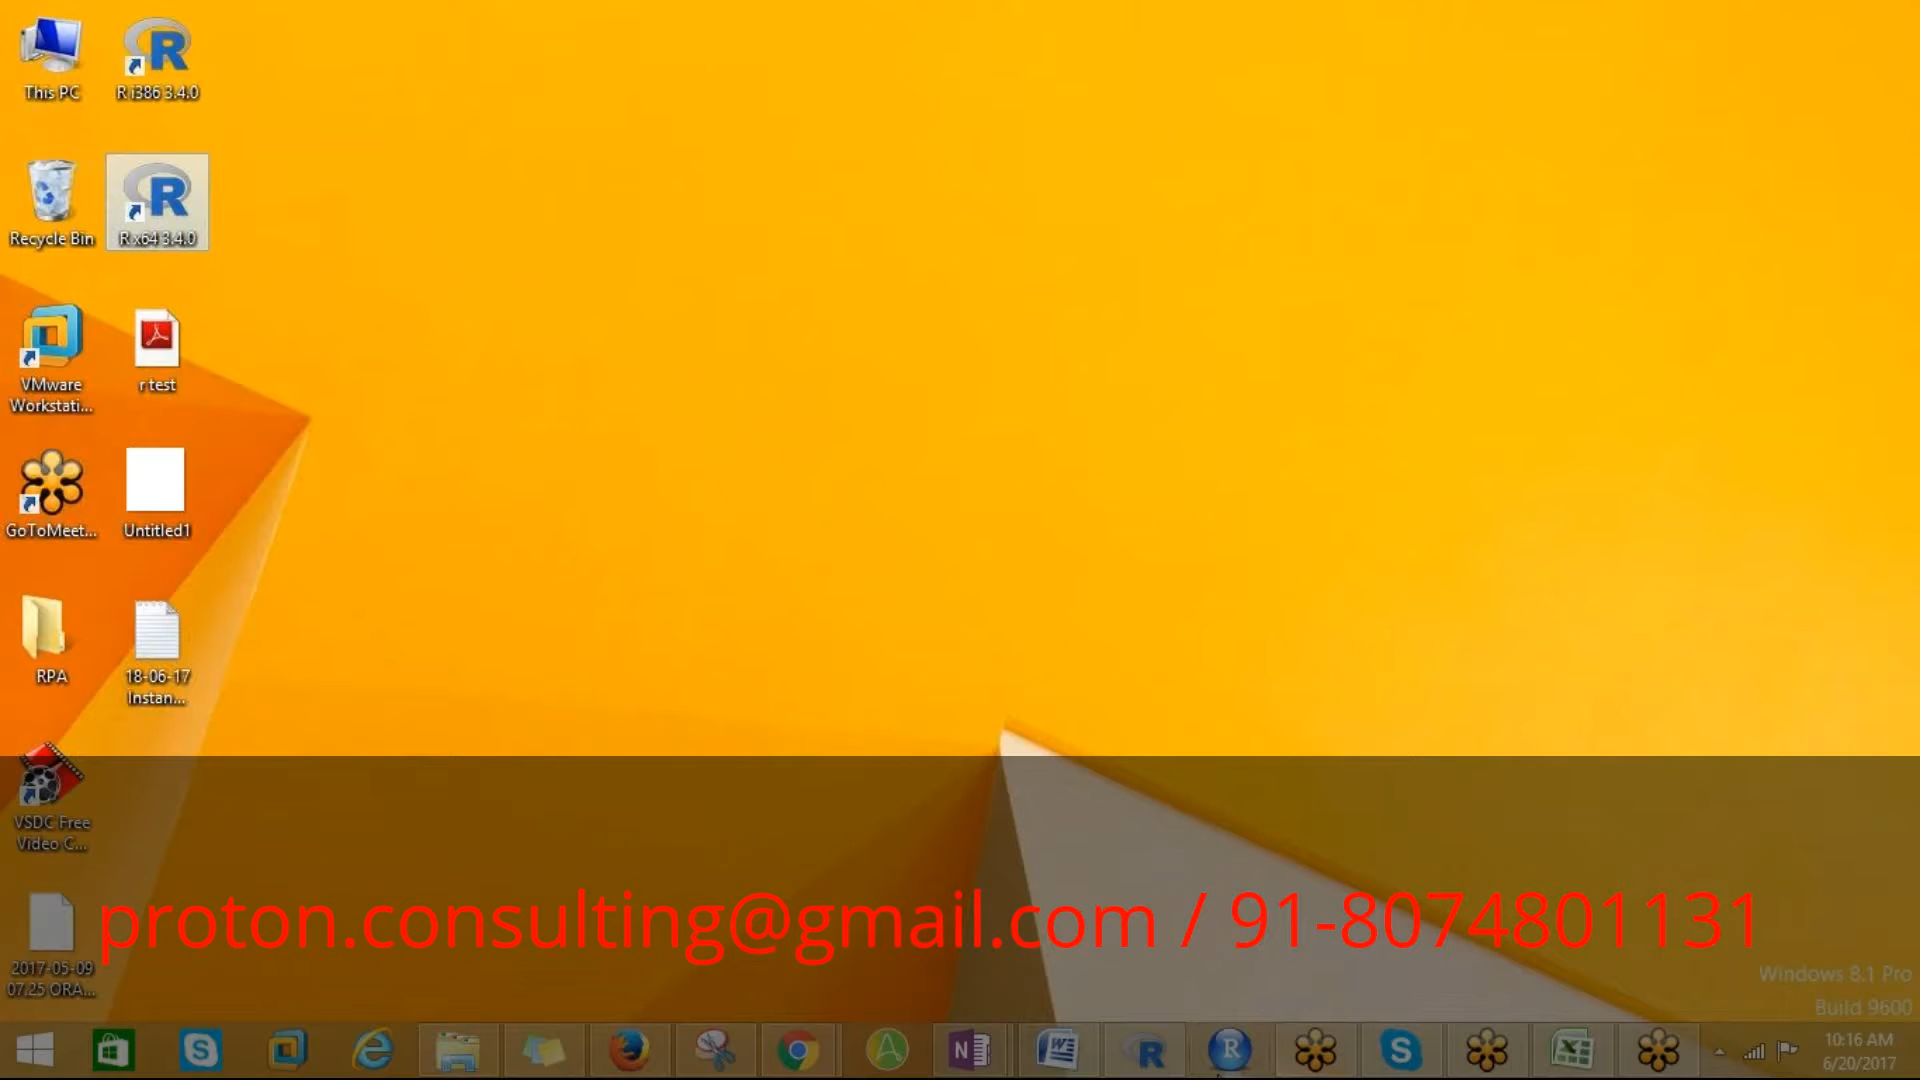 This PC
R i386 3.4.0
Recycle Bin
R x64 3.4.0
VMware
Workstati...
r test
GoToMeet...
Untitled1
RPA
18-06-17
Instan...
VSDC Free
Video C...
2017-05-09
07.25 ORA...
proton.consulting@gmail.com / 91-8074801131
Windows 8.1 Pro
Build 9600
10:16 AM
6/20/2017